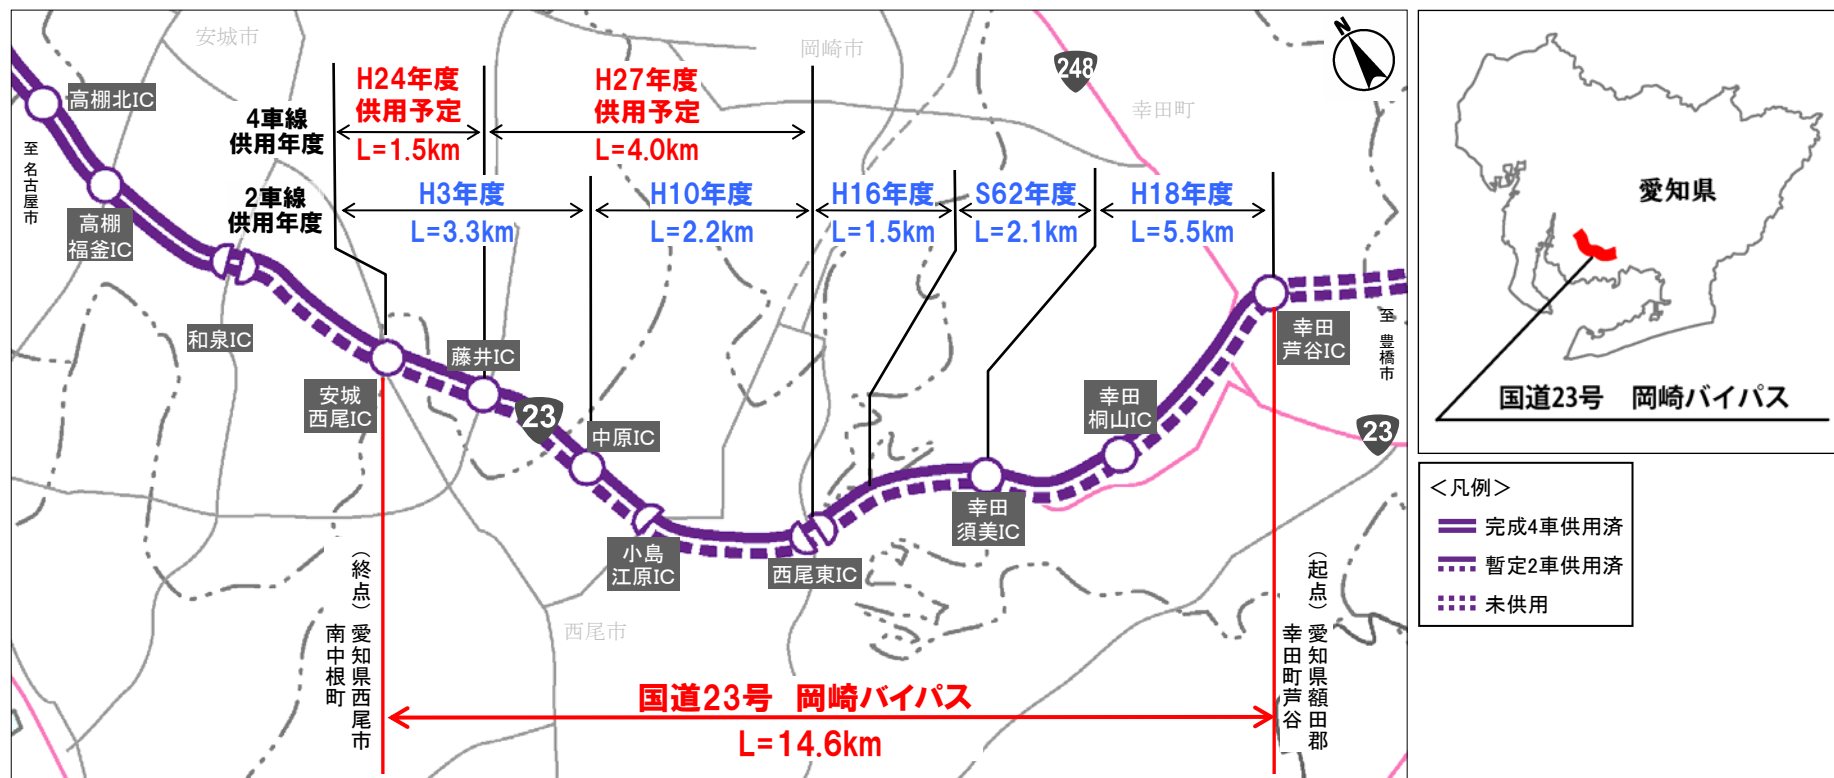 安城市
岡崎市
幸田町
西尾市
N
248
高棚北IC
至 名古屋市
高棚
福釜IC
和泉IC
4車線
供用年度
H24年度
供用予定
L=1.5km
H27年度
供用予定
L=4.0km
2車線
供用年度
H3年度
L=3.3km
H10年度
L=2.2km
H16年度
L=1.5km
S62年度
L=2.1km
H18年度
L=5.5km
安城
西尾IC
藤井IC
23
中原IC
小島
江原IC
西尾東IC
幸田
須美IC
幸田
桐山IC
幸田
芦谷IC
至 豊橋市
23
(終点)愛知県西尾市
南中根町
(起点)愛知県額田郡
幸田町芦谷
国道23号 岡崎バイパス
L=14.6km
愛知県
国道23号 岡崎バイパス
<凡例>
完成4車供用済
暫定2車供用済
未供用